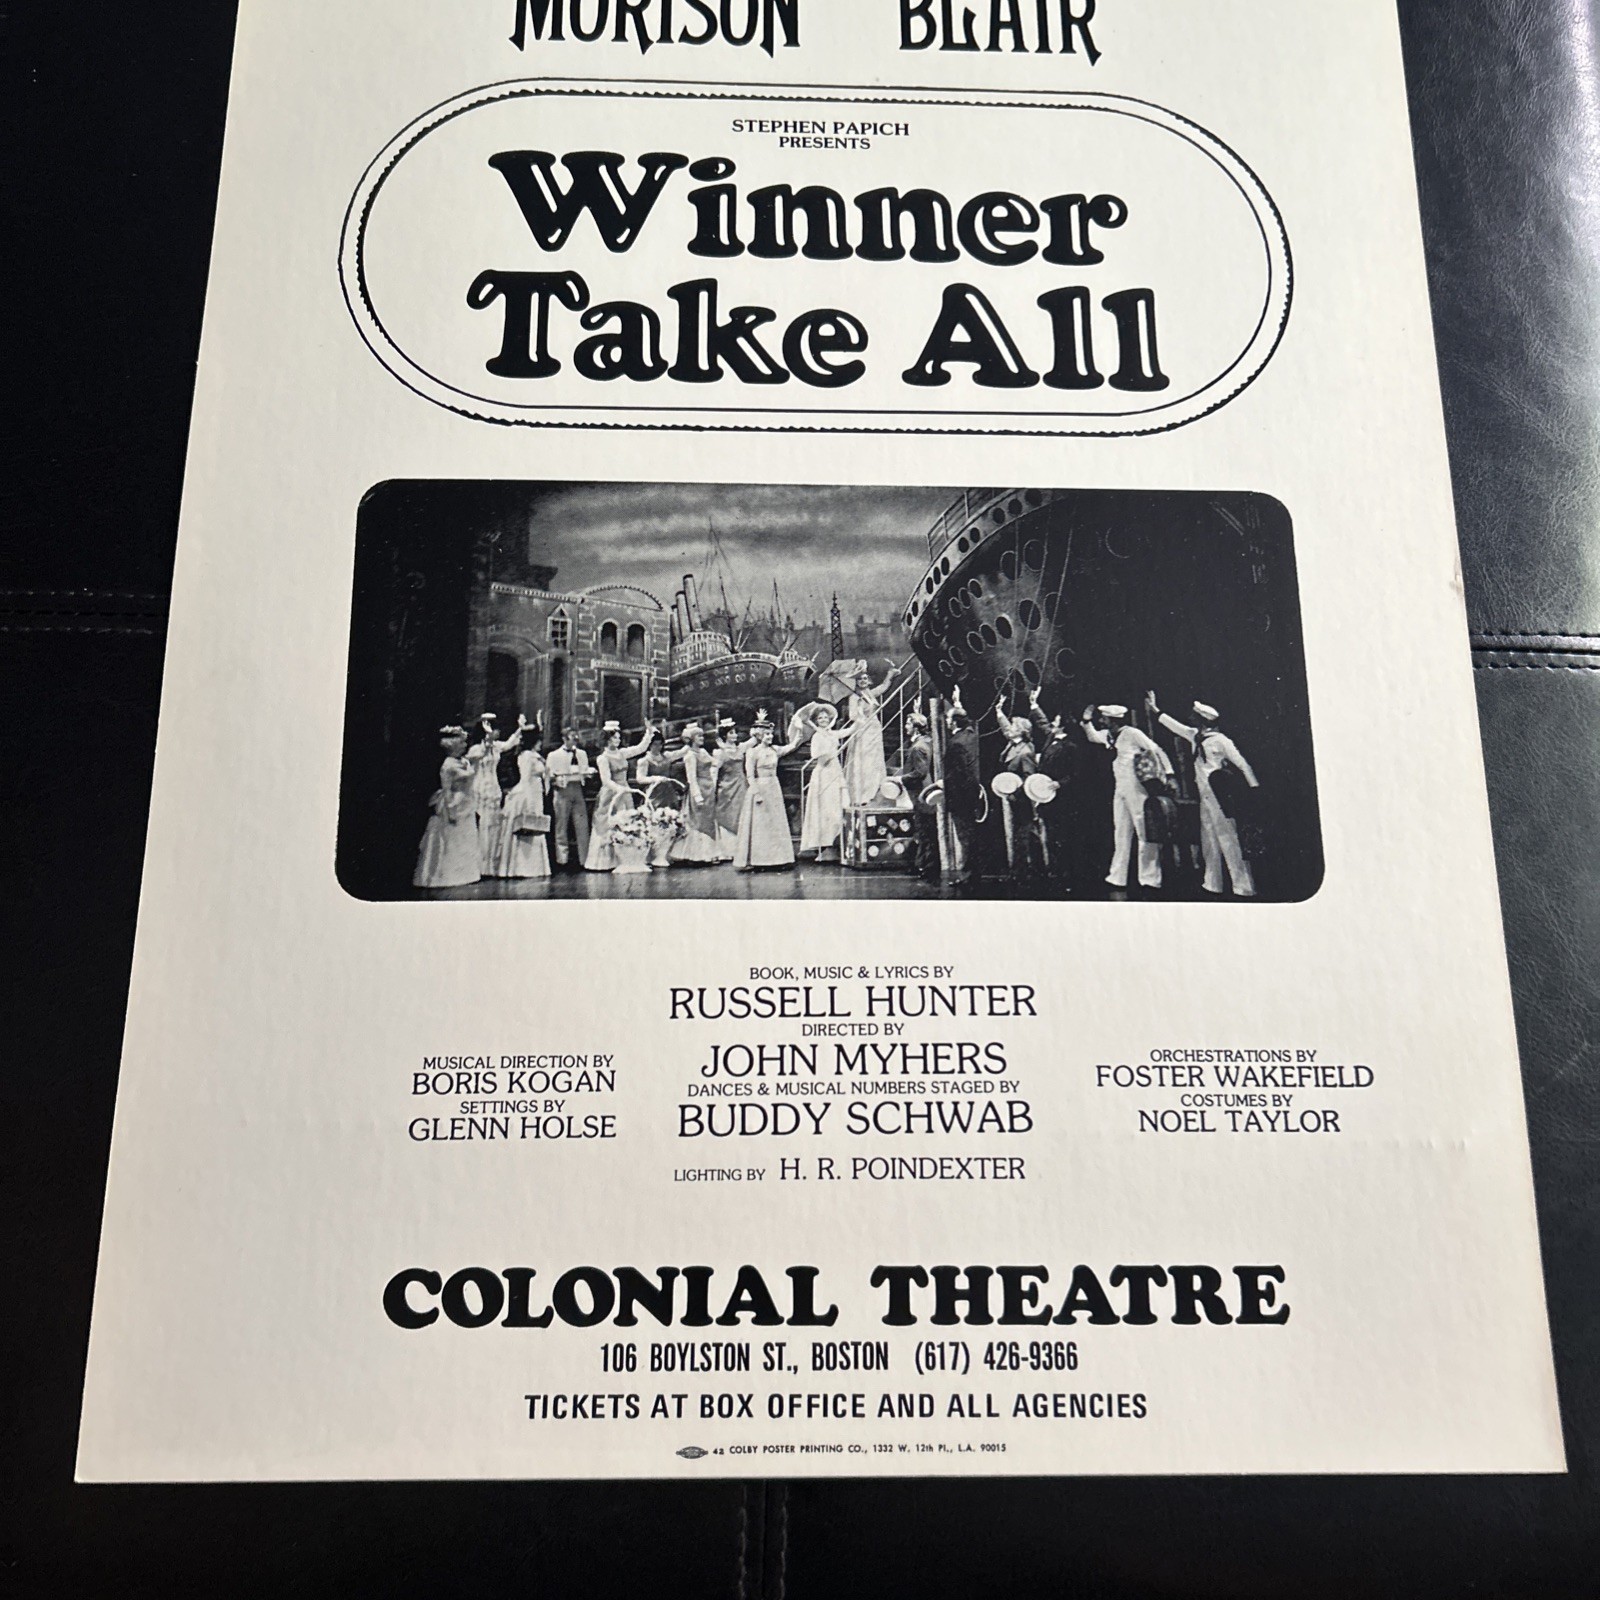 MORISON BLAIR
STEPHEN PAPICH
PRESENTS
Winner
Take All
BOOK, MUSIC & LYRICS BY
RUSSELL HUNTER
DIRECTED BY
JOHN MYHERS
DANCES & MUSICAL NUMBERS STAGED BY
BUDDY SCHWAB
MUSICAL DIRECTION BY
BORIS KOGAN
SETTINGS BY
GLENN HOLSE
ORCHESTRATIONS BY
FOSTER WAKEFIELD
COSTUMES BY
NOEL TAYLOR
LIGHTING BY H. R. POINDEXTER
COLONIAL THEATRE
106 BOYLSTON ST., BOSTON (617) 426-9366
TICKETS AT BOX OFFICE AND ALL AGENCIES
42 COLBY POSTER PRINTING CO., 1332 W. 12th Pl., L.A. 90015